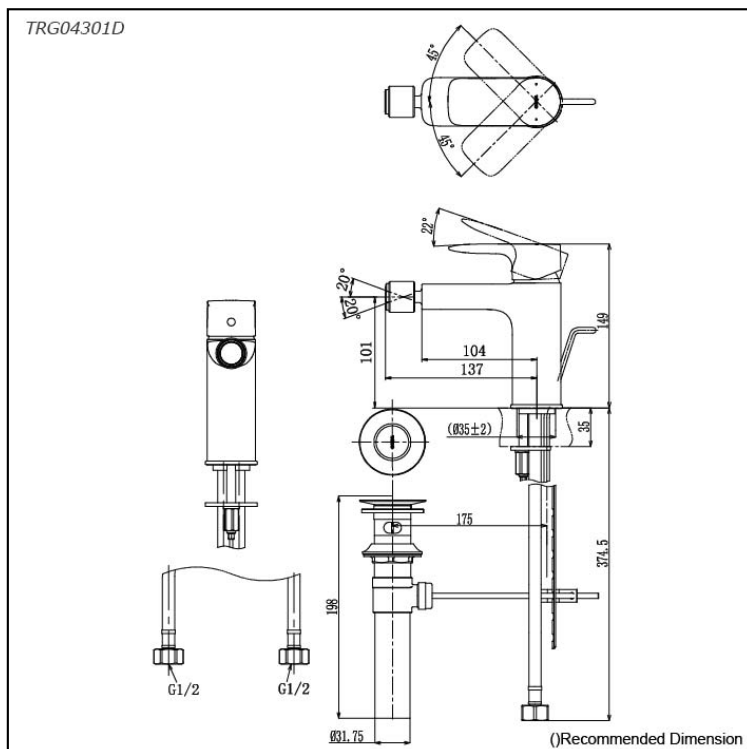 TRG04301D
45°
45°
22°
20°
20°
101
104
137
149
(Ø35±2)
35
175
198
374.5
G1/2
G1/2
Ø31.75
()Recommended Dimension